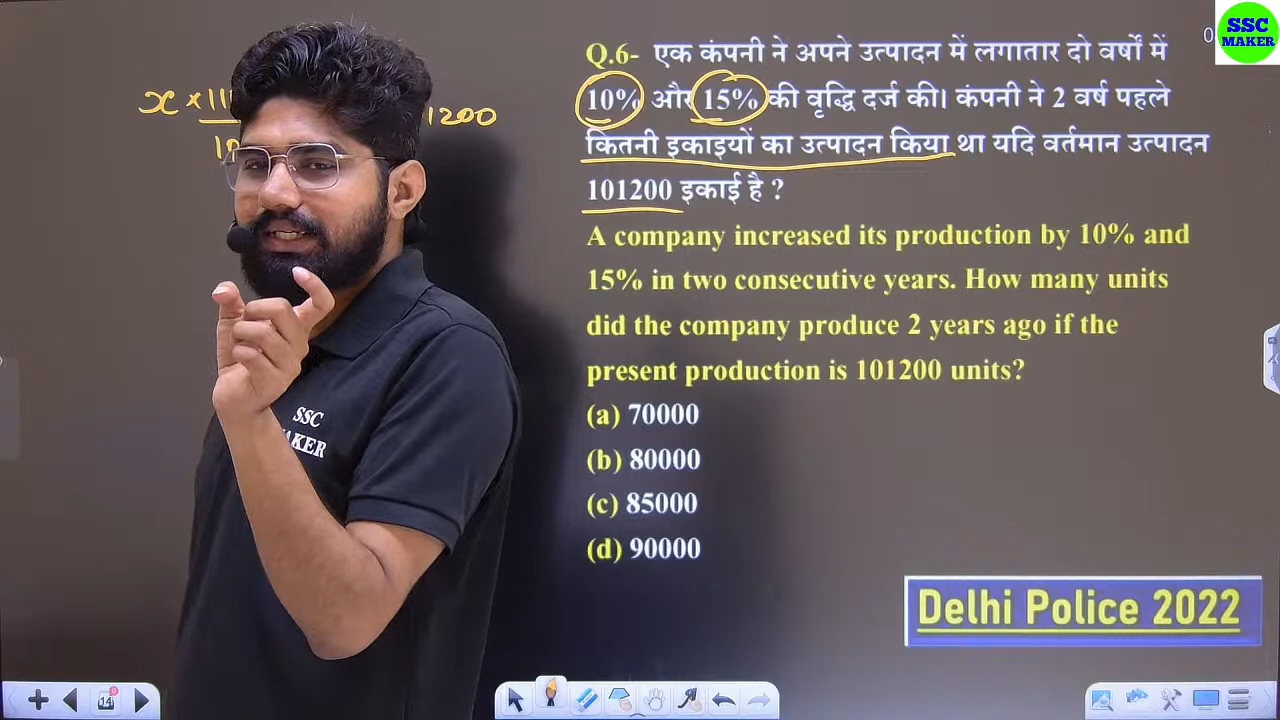 SSC
MAKER
Q.6- एक कंपनी ने अपने उत्पादन में लगातार दो वर्षों में
10% और 15% की वृद्धि दर्ज की। कंपनी ने 2 वर्ष पहले
कितनी इकाइयों का उत्पादन किया था यदि वर्तमान उत्पादन
101200 इकाई है ?
A company increased its production by 10% and
15% in two consecutive years. How many units
did the company produce 2 years ago if the
present production is 101200 units?
(a) 70000
(b) 80000
(c) 85000
(d) 90000
Delhi Police 2022
x ×
1200
SSC
14